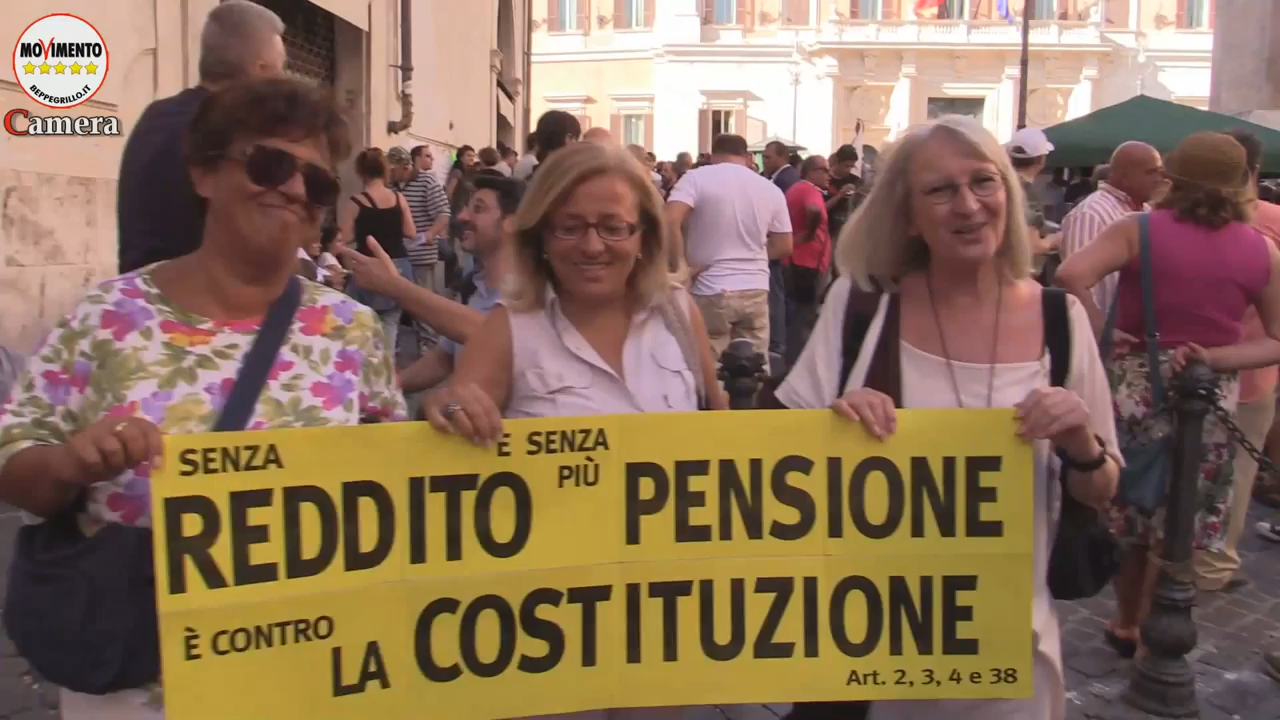 MOVIMENTO
BEPPEGRILLO.IT
Camera
SENZA
REDDITO E SENZA PIÙ PENSIONE
È CONTRO LA COSTITUZIONE
Art. 2, 3, 4 e 38